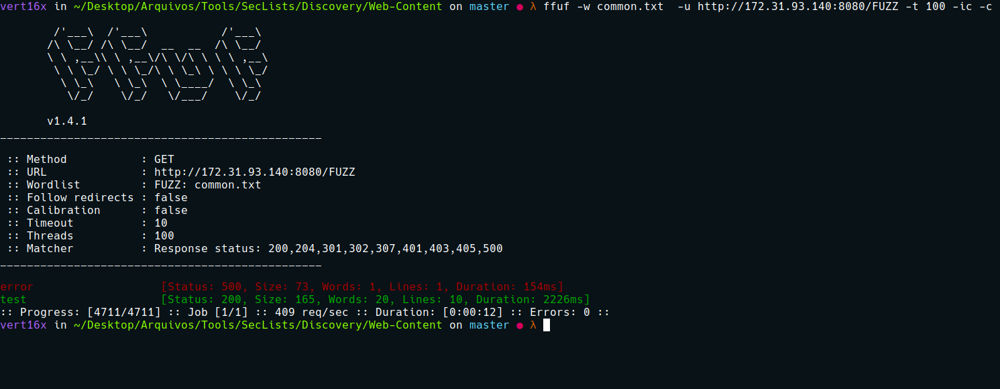 vert16x in ~/Desktop/Arquivos/Tools/SecLists/Discovery/Web-Content on master ● λ ffuf -w common.txt  -u http://172.31.93.140:8080/FUZZ -t 100 -ic -c

        /'___\  /'___\           /'___\
       /\ \__/ /\ \__/  __  __  /\ \__/
       \ \ ,__\\ \ ,__\/\ \/\ \ \ \ ,__\
        \ \ \_/ \ \ \_/\ \ \_\ \ \ \ \_/
         \ \_\   \ \_\  \ \____/  \ \_\
          \/_/    \/_/   \/___/    \/_/

       v1.4.1
________________________________________________

 :: Method           : GET
 :: URL              : http://172.31.93.140:8080/FUZZ
 :: Wordlist         : FUZZ: common.txt
 :: Follow redirects : false
 :: Calibration      : false
 :: Timeout          : 10
 :: Threads          : 100
 :: Matcher          : Response status: 200,204,301,302,307,401,403,405,500
________________________________________________

error                   [Status: 500, Size: 73, Words: 1, Lines: 1, Duration: 154ms]
test                    [Status: 200, Size: 165, Words: 20, Lines: 10, Duration: 2226ms]
:: Progress: [4711/4711] :: Job [1/1] :: 409 req/sec :: Duration: [0:00:12] :: Errors: 0 ::
vert16x in ~/Desktop/Arquivos/Tools/SecLists/Discovery/Web-Content on master ● λ